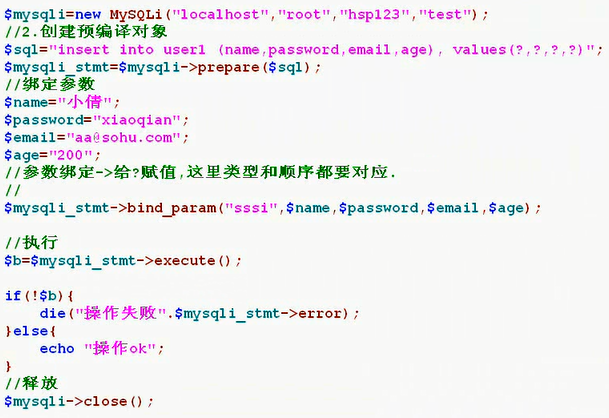 $mysqli=new MySQLi("localhost","root","hsp123","test");
//2.创建预编译对象
$sql="insert into user1 (name,password,email,age), values(?,?,?,?)";
$mysqli_stmt=$mysqli->prepare($sql);
//绑定参数
$name="小倩";
$password="xiaoqian";
$email="aa@sohu.com";
$age="200";
//参数绑定->给?赋值,这里类型和顺序都要对应.
//
$mysqli_stmt->bind_param("sssi",$name,$password,$email,$age);
//执行
$b=$mysqli_stmt->execute();
if(!$b){
die("操作失败".$mysqli_stmt->error);
}else{
echo "操作ok";
}
//释放
$mysqli->close();